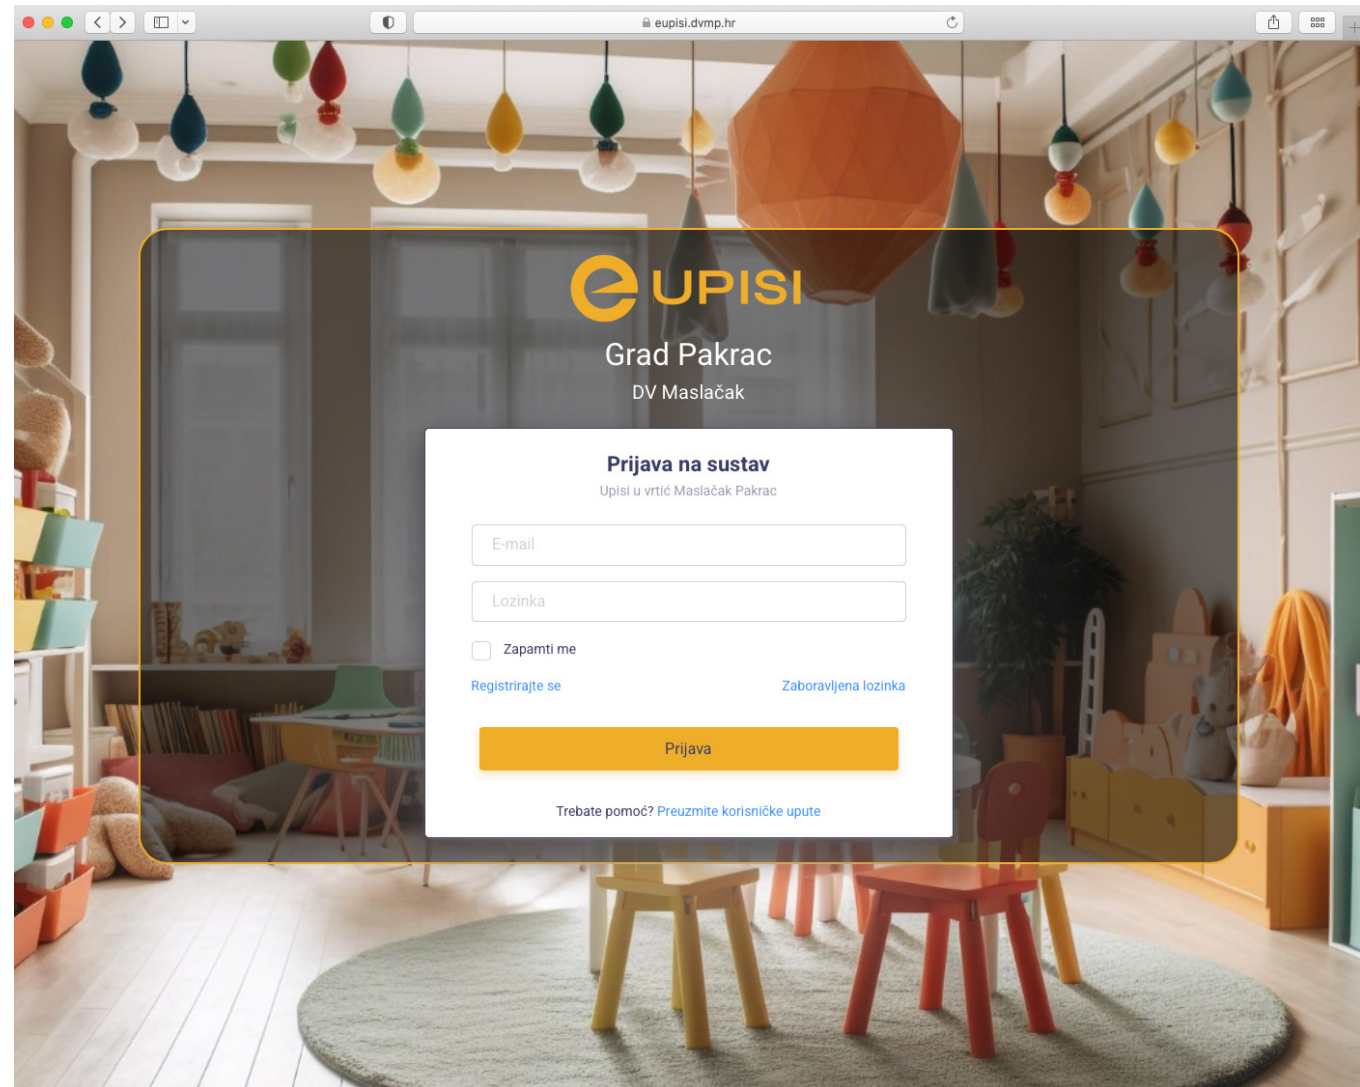 eupisi.dvmp.hr
e UPISI
Grad Pakrac
DV Maslačak
Prijava na sustav
Upisi u vrtić Maslačak Pakrac
E-mail
Lozinka
Zapamti me
Registrirajte se Zaboravljena lozinka
Prijava
Trebate pomoć? Preuzmite korisničke upute